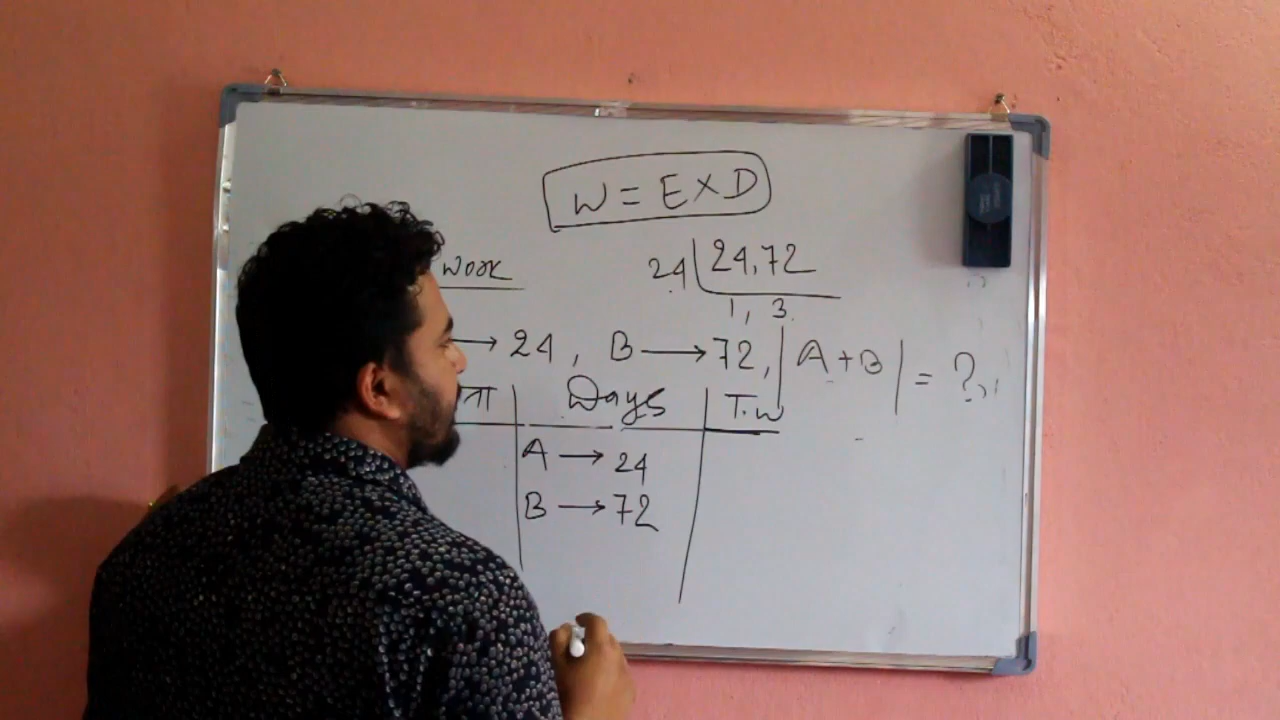 W = E × D
work
24 | 24, 72
1, 3
→ 24, B → 72, | A + B | = ?
Days | T.W
A → 24
B → 72